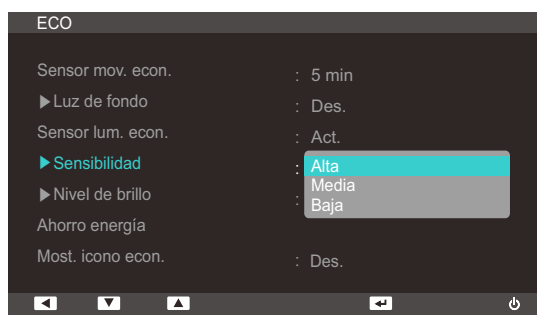 ECO
Sensor mov. econ. : 5 min
▶Luz de fondo : Des.
Sensor lum. econ. : Act.
▶Sensibilidad : Alta
Media
▶Nivel de brillo : Baja
Ahorro energía
Most. icono econ. : Des.